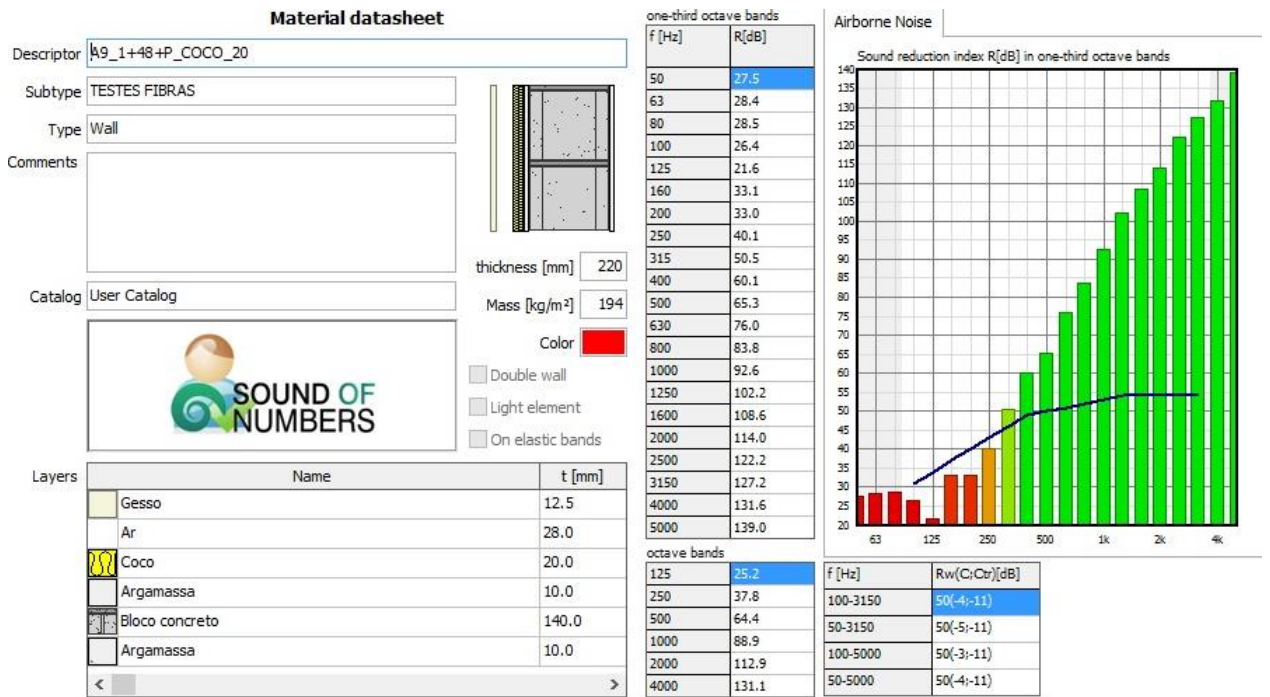 Material datasheet
Descriptor A9_1+48+P_COCO_20
Subtype TESTES FIBRAS
Type Wall
Comments
thickness [mm] 220
Catalog User Catalog
Mass [kg/m²] 194
Color
SOUND OF
NUMBERS
Double wall
Light element
On elastic bands
Layers Name t [mm]
Gesso 12.5
Ar 28.0
Coco 20.0
Argamassa 10.0
Bloco concreto 140.0
Argamassa 10.0
one-third octave bands
f [Hz] R[dB]
50 27.5
63 28.4
80 28.5
100 26.4
125 21.6
160 33.1
200 33.0
250 40.1
315 50.5
400 60.1
500 65.3
630 76.0
800 83.8
1000 92.6
1250 102.2
1600 108.6
2000 114.0
2500 122.2
3150 127.2
4000 131.6
5000 139.0
octave bands
125 25.2
250 37.8
500 64.4
1000 88.9
2000 112.9
4000 131.1
Airborne Noise
Sound reduction index R[dB] in one-third octave bands
140
135
130
125
120
115
110
105
100
95
90
85
80
75
70
65
60
55
50
45
40
35
30
25
20
63 125 250 500 1k 2k 4k
f [Hz] Rw(C;Ctr)[dB]
100-3150 50(-4;-11)
50-3150 50(-5;-11)
100-5000 50(-3;-11)
50-5000 50(-4;-11)